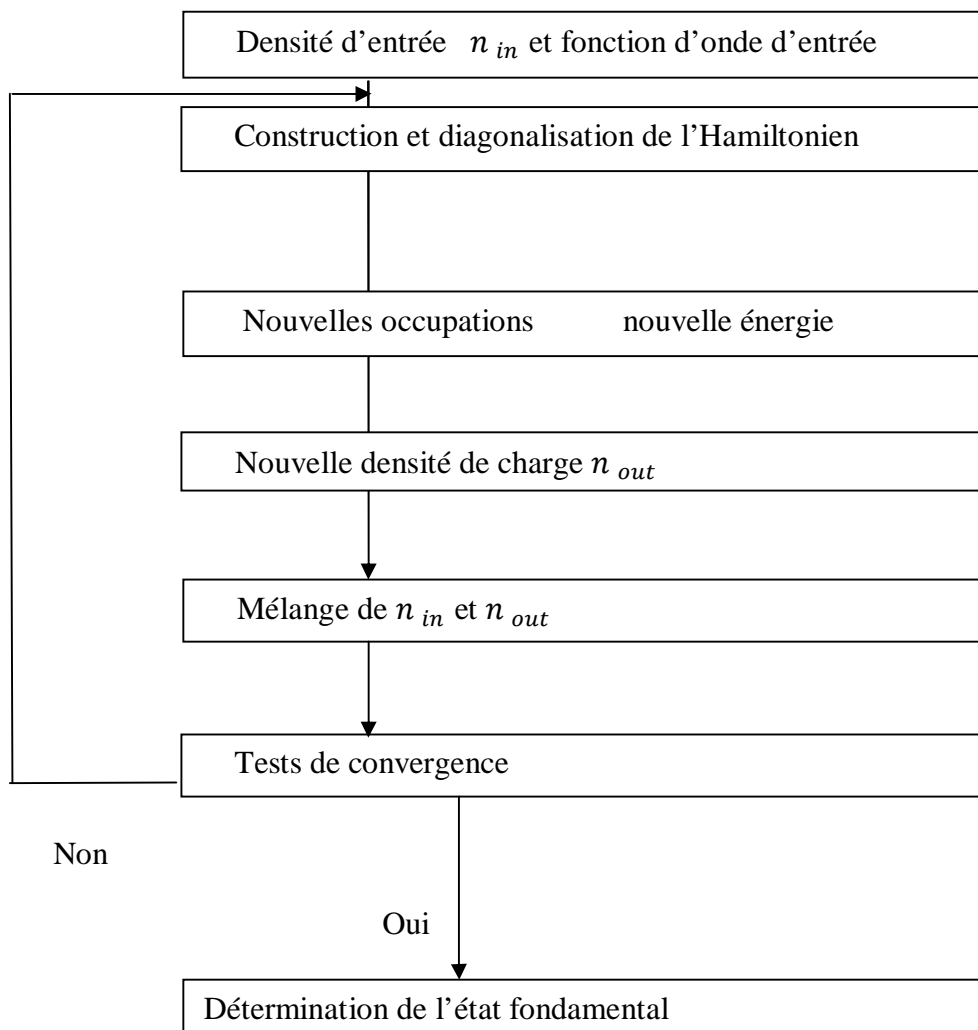 Densité d’entrée n in et fonction d’onde d’entrée
Construction et diagonalisation de l’Hamiltonien
Nouvelles occupations nouvelle énergie
Nouvelle densité de charge n out
Mélange de n in et n out
Tests de convergence
Non
Oui
Détermination de l’état fondamental